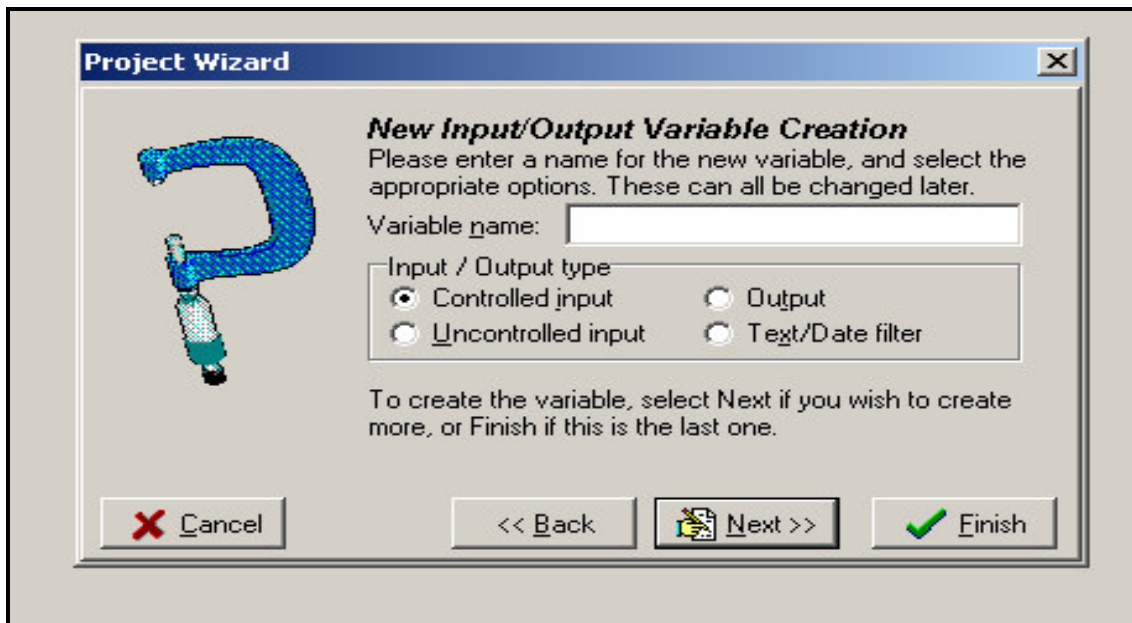 Project Wizard
New Input/Output Variable Creation
Please enter a name for the new variable, and select the
appropriate options. These can all be changed later.
Variable name:
Input / Output type
Controlled input
Output
Uncontrolled input
Text/Date filter
To create the variable, select Next if you wish to create
more, or Finish if this is the last one.
Cancel
<< Back
Next >>
Finish